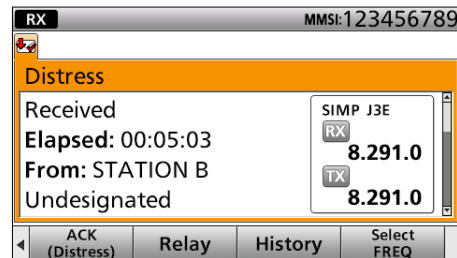 RX MMSI:123456789
Distress
Received
Elapsed: 00:05:03
From: STATION B
Undesignated
SIMP J3E
RX
8.291.0
TX
8.291.0
ACK
(Distress)
Relay
History
Select
FREQ